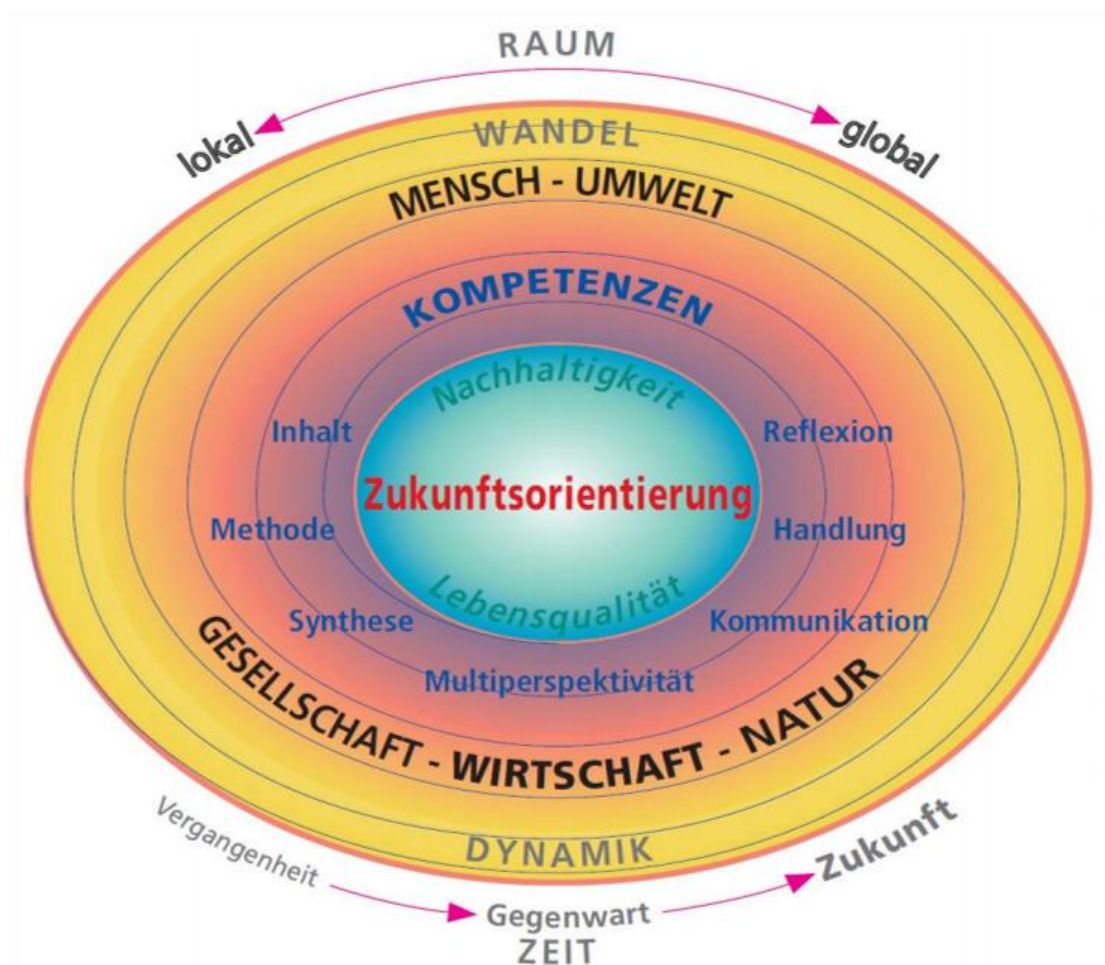 RAUM
lokal
global
WANDEL
MENSCH - UMWELT
KOMPETENZEN
Nachhaltigkeit
Inhalt
Reflexion
Zukunftsorientierung
Methode
Handlung
Lebensqualität
Synthese
Kommunikation
Multiperspektivität
GESELLSCHAFT - WIRTSCHAFT - NATUR
DYNAMIK
Vergangenheit
Gegenwart
Zukunft
ZEIT